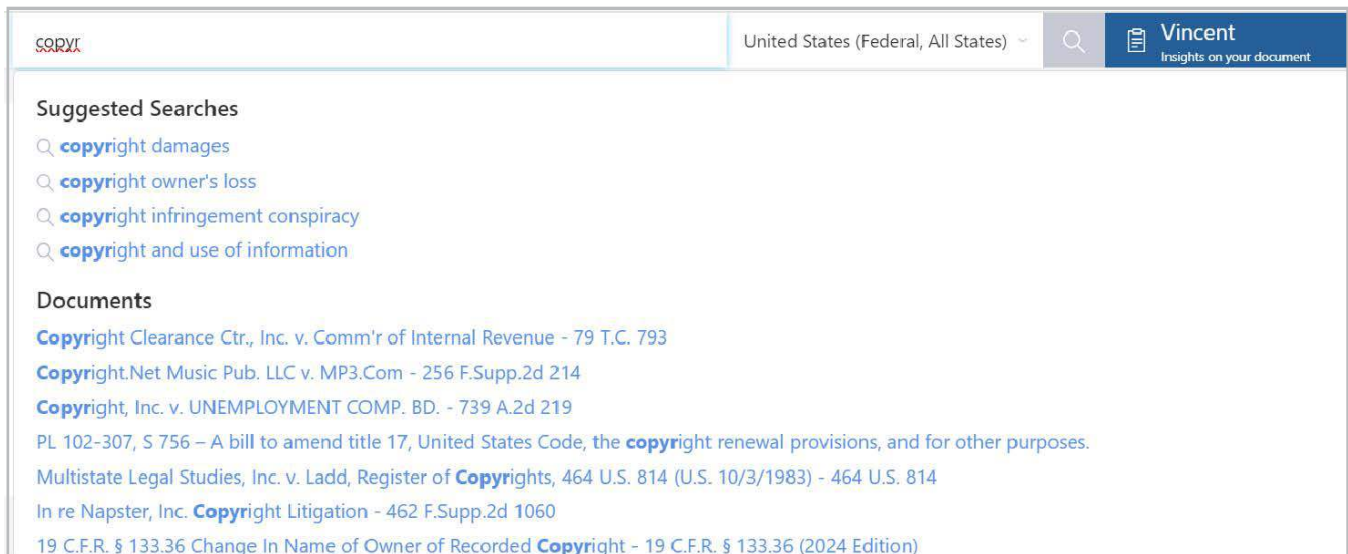 copyr
United States (Federal, All States)
Vincent
Insights on your document
Suggested Searches
copyright damages
copyright owner's loss
copyright infringement conspiracy
copyright and use of information
Documents
Copyright Clearance Ctr., Inc. v. Comm'r of Internal Revenue - 79 T.C. 793
Copyright.Net Music Pub. LLC v. MP3.Com - 256 F.Supp.2d 214
Copyright, Inc. v. UNEMPLOYMENT COMP. BD. - 739 A.2d 219
PL 102-307, S 756 – A bill to amend title 17, United States Code, the copyright renewal provisions, and for other purposes.
Multistate Legal Studies, Inc. v. Ladd, Register of Copyrights, 464 U.S. 814 (U.S. 10/3/1983) - 464 U.S. 814
In re Napster, Inc. Copyright Litigation - 462 F.Supp.2d 1060
19 C.F.R. § 133.36 Change In Name of Owner of Recorded Copyright - 19 C.F.R. § 133.36 (2024 Edition)